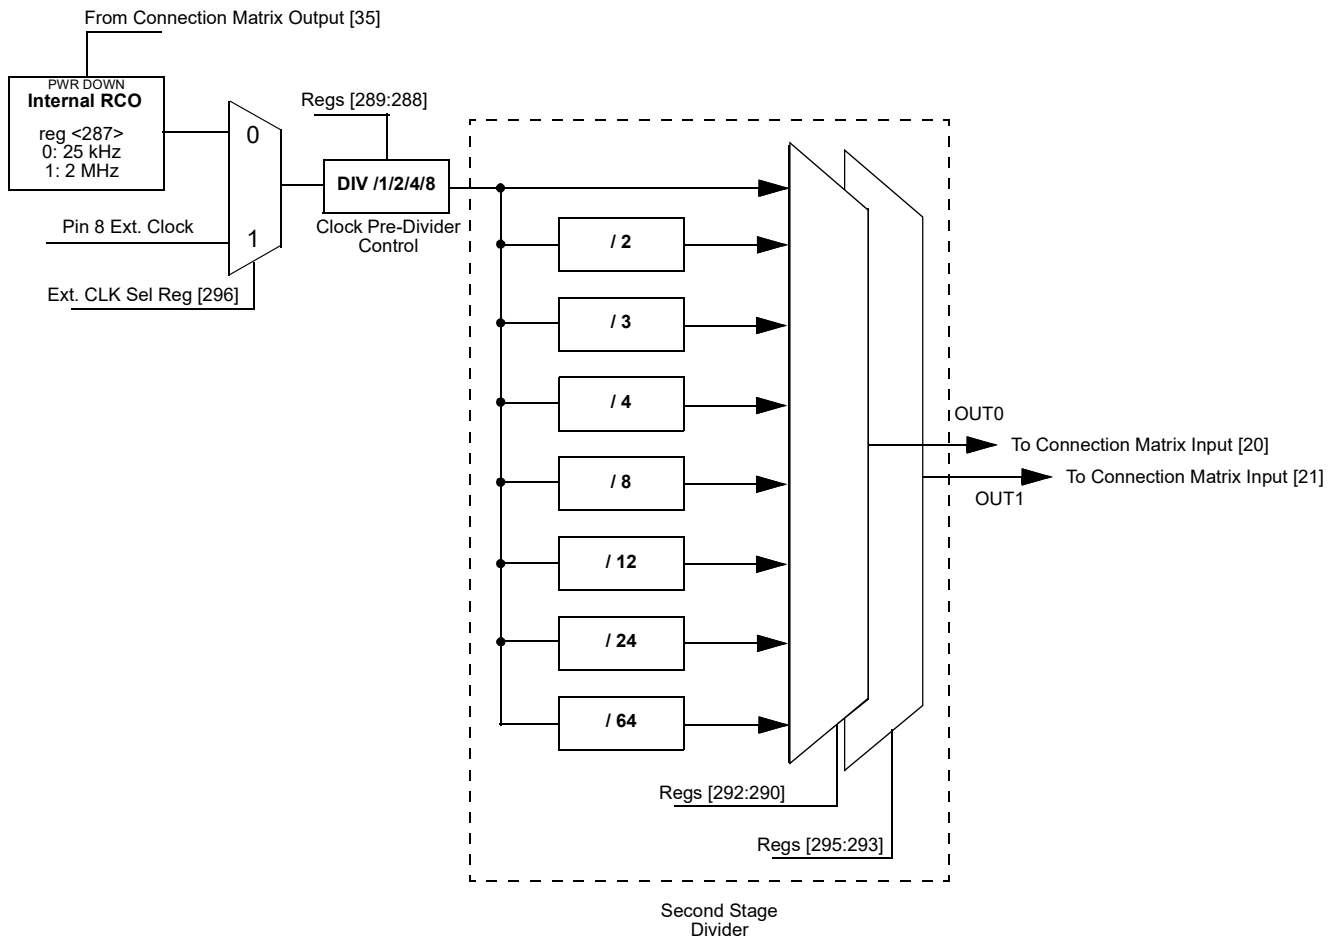 From Connection Matrix Output [35]
PWR DOWN
Internal RCO
reg <287>
0: 25 kHz
1: 2 MHz
0
1
Pin 8 Ext. Clock
Ext. CLK Sel Reg [296]
Regs [289:288]
DIV /1/2/4/8
Clock Pre-Divider
Control
/ 2
/ 3
/ 4
/ 8
/ 12
/ 24
/ 64
OUT0
To Connection Matrix Input [20]
To Connection Matrix Input [21]
OUT1
Regs [292:290]
Regs [295:293]
Second Stage
Divider